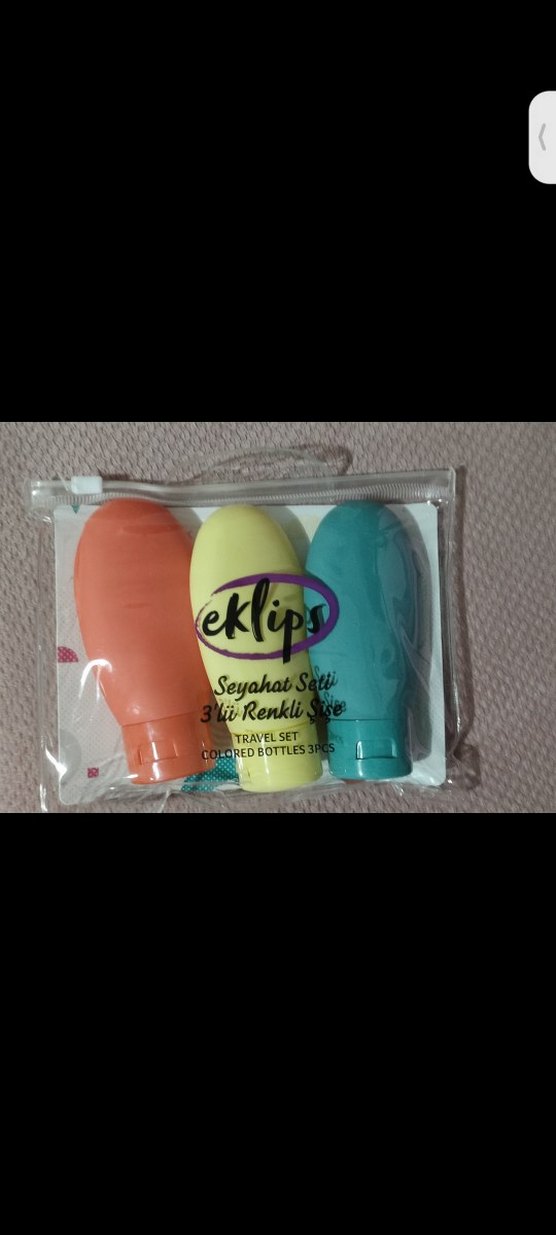 eklips
Seyahat Seti
3'lü Renkli Şişe
TRAVEL SET
COLORED BOTTLES 3PCS